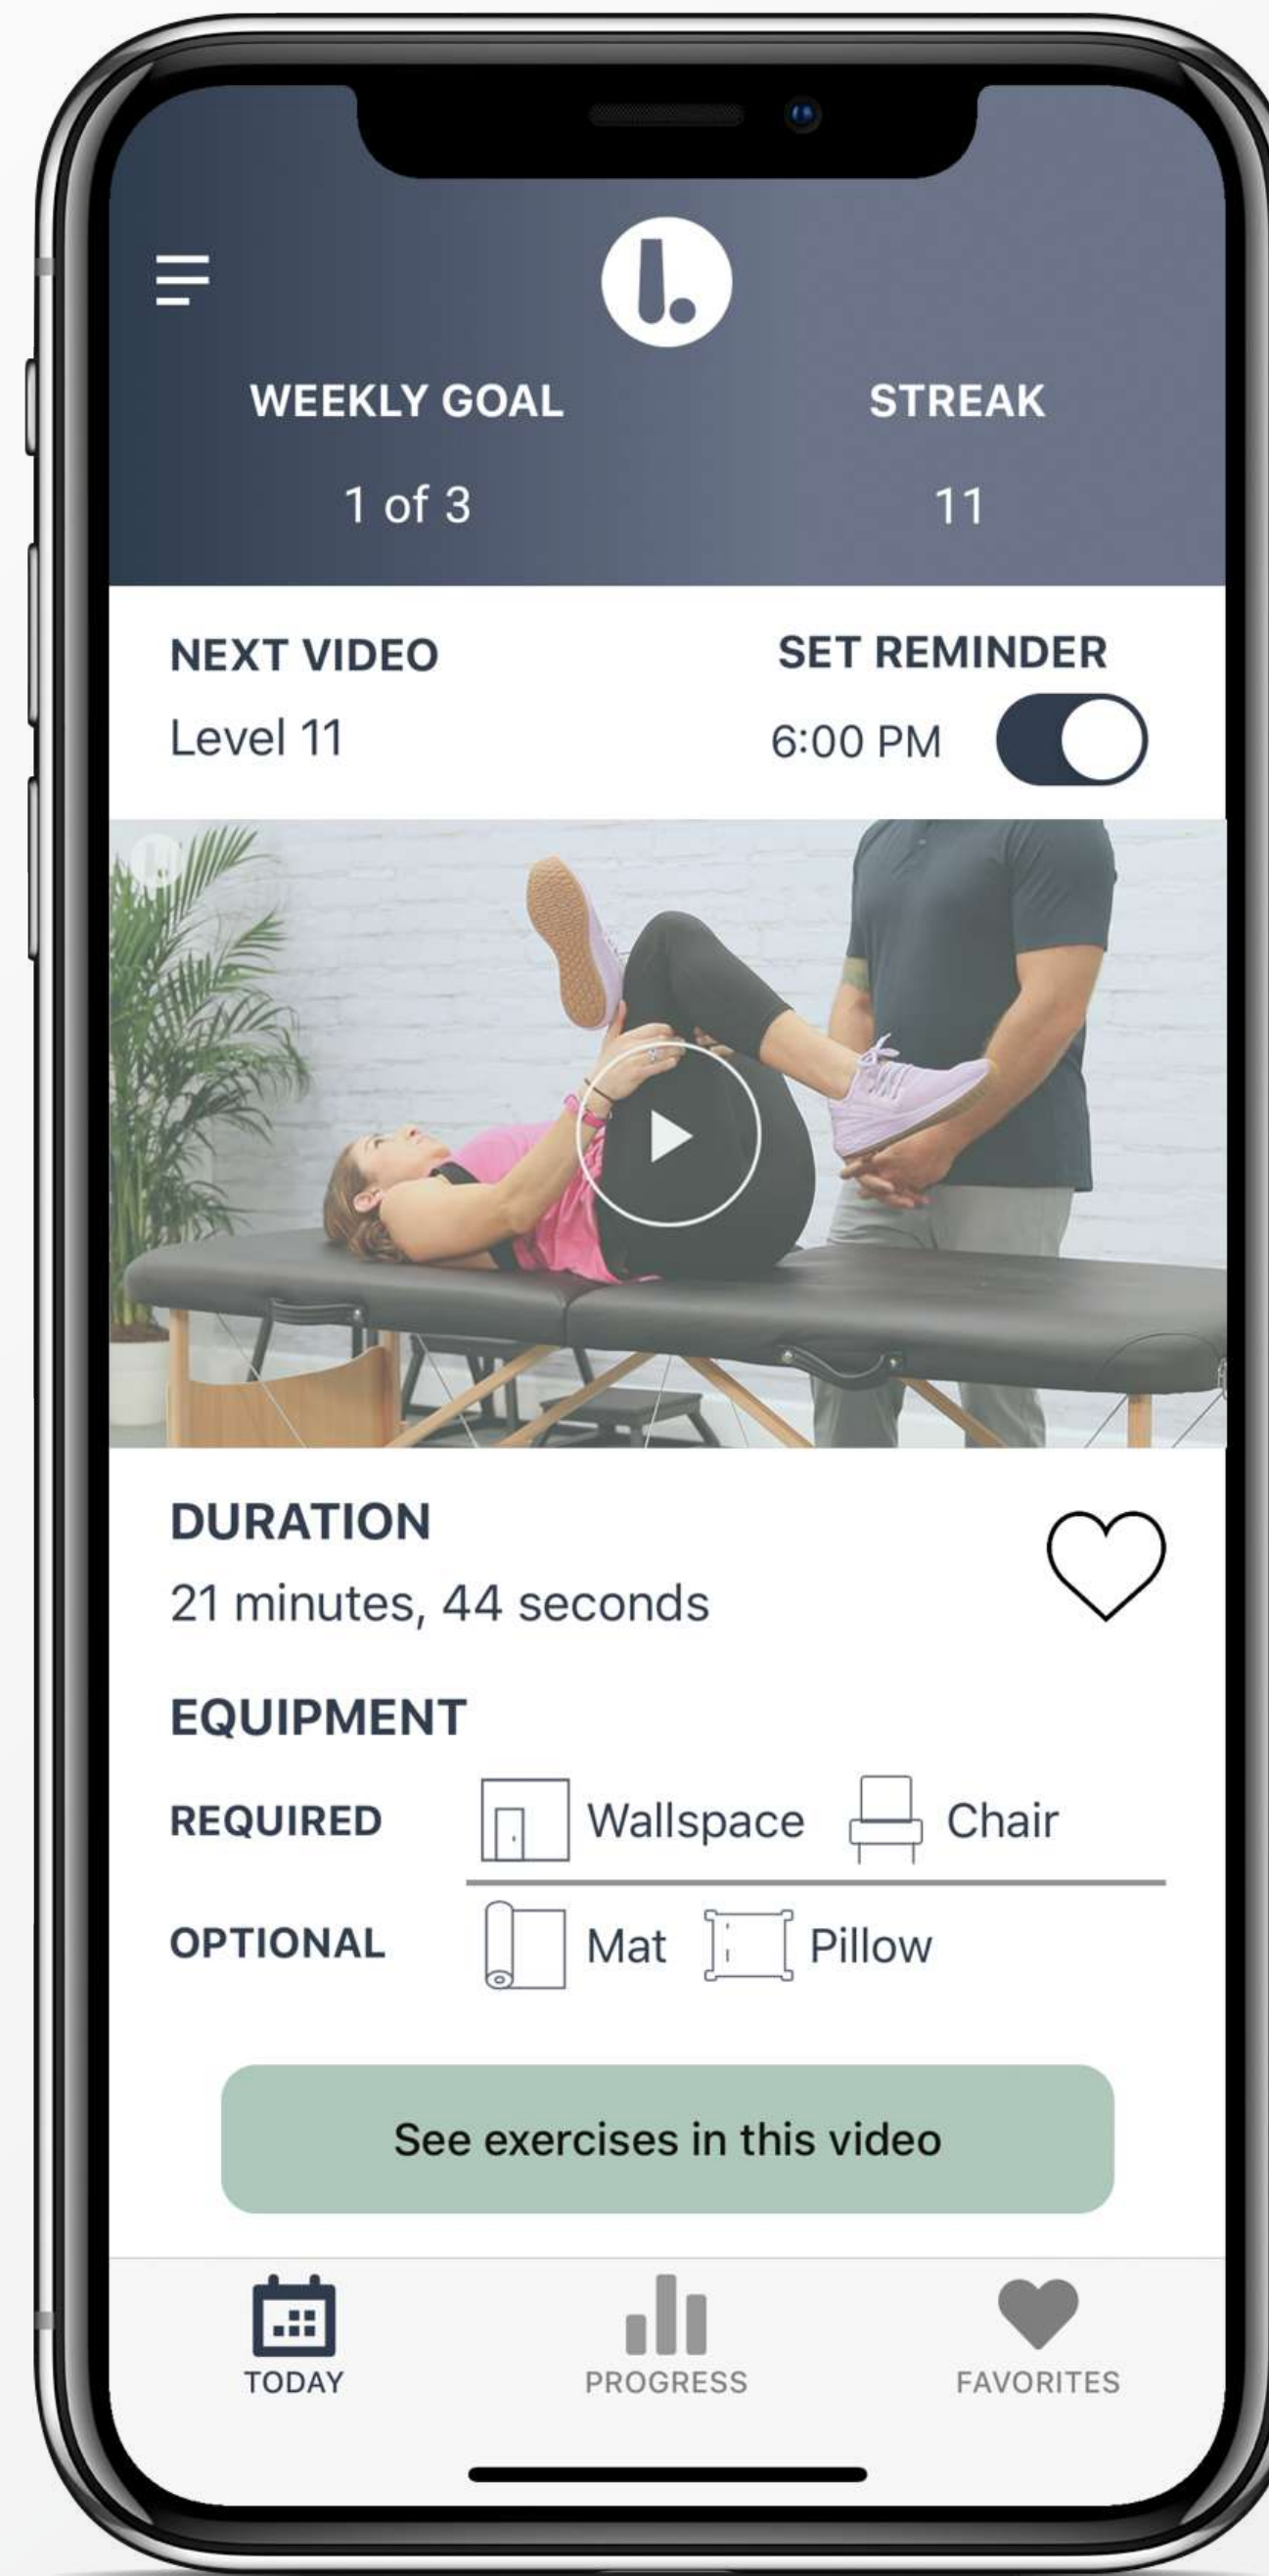 WEEKLY GOAL
STREAK
1 of 3
11
NEXT VIDEO
SET REMINDER
Level 11
6:00 PM
DURATION
21 minutes, 44 seconds
EQUIPMENT
REQUIRED
Wallspace
Chair
OPTIONAL
Mat
Pillow
See exercises in this video
TODAY
PROGRESS
FAVORITES